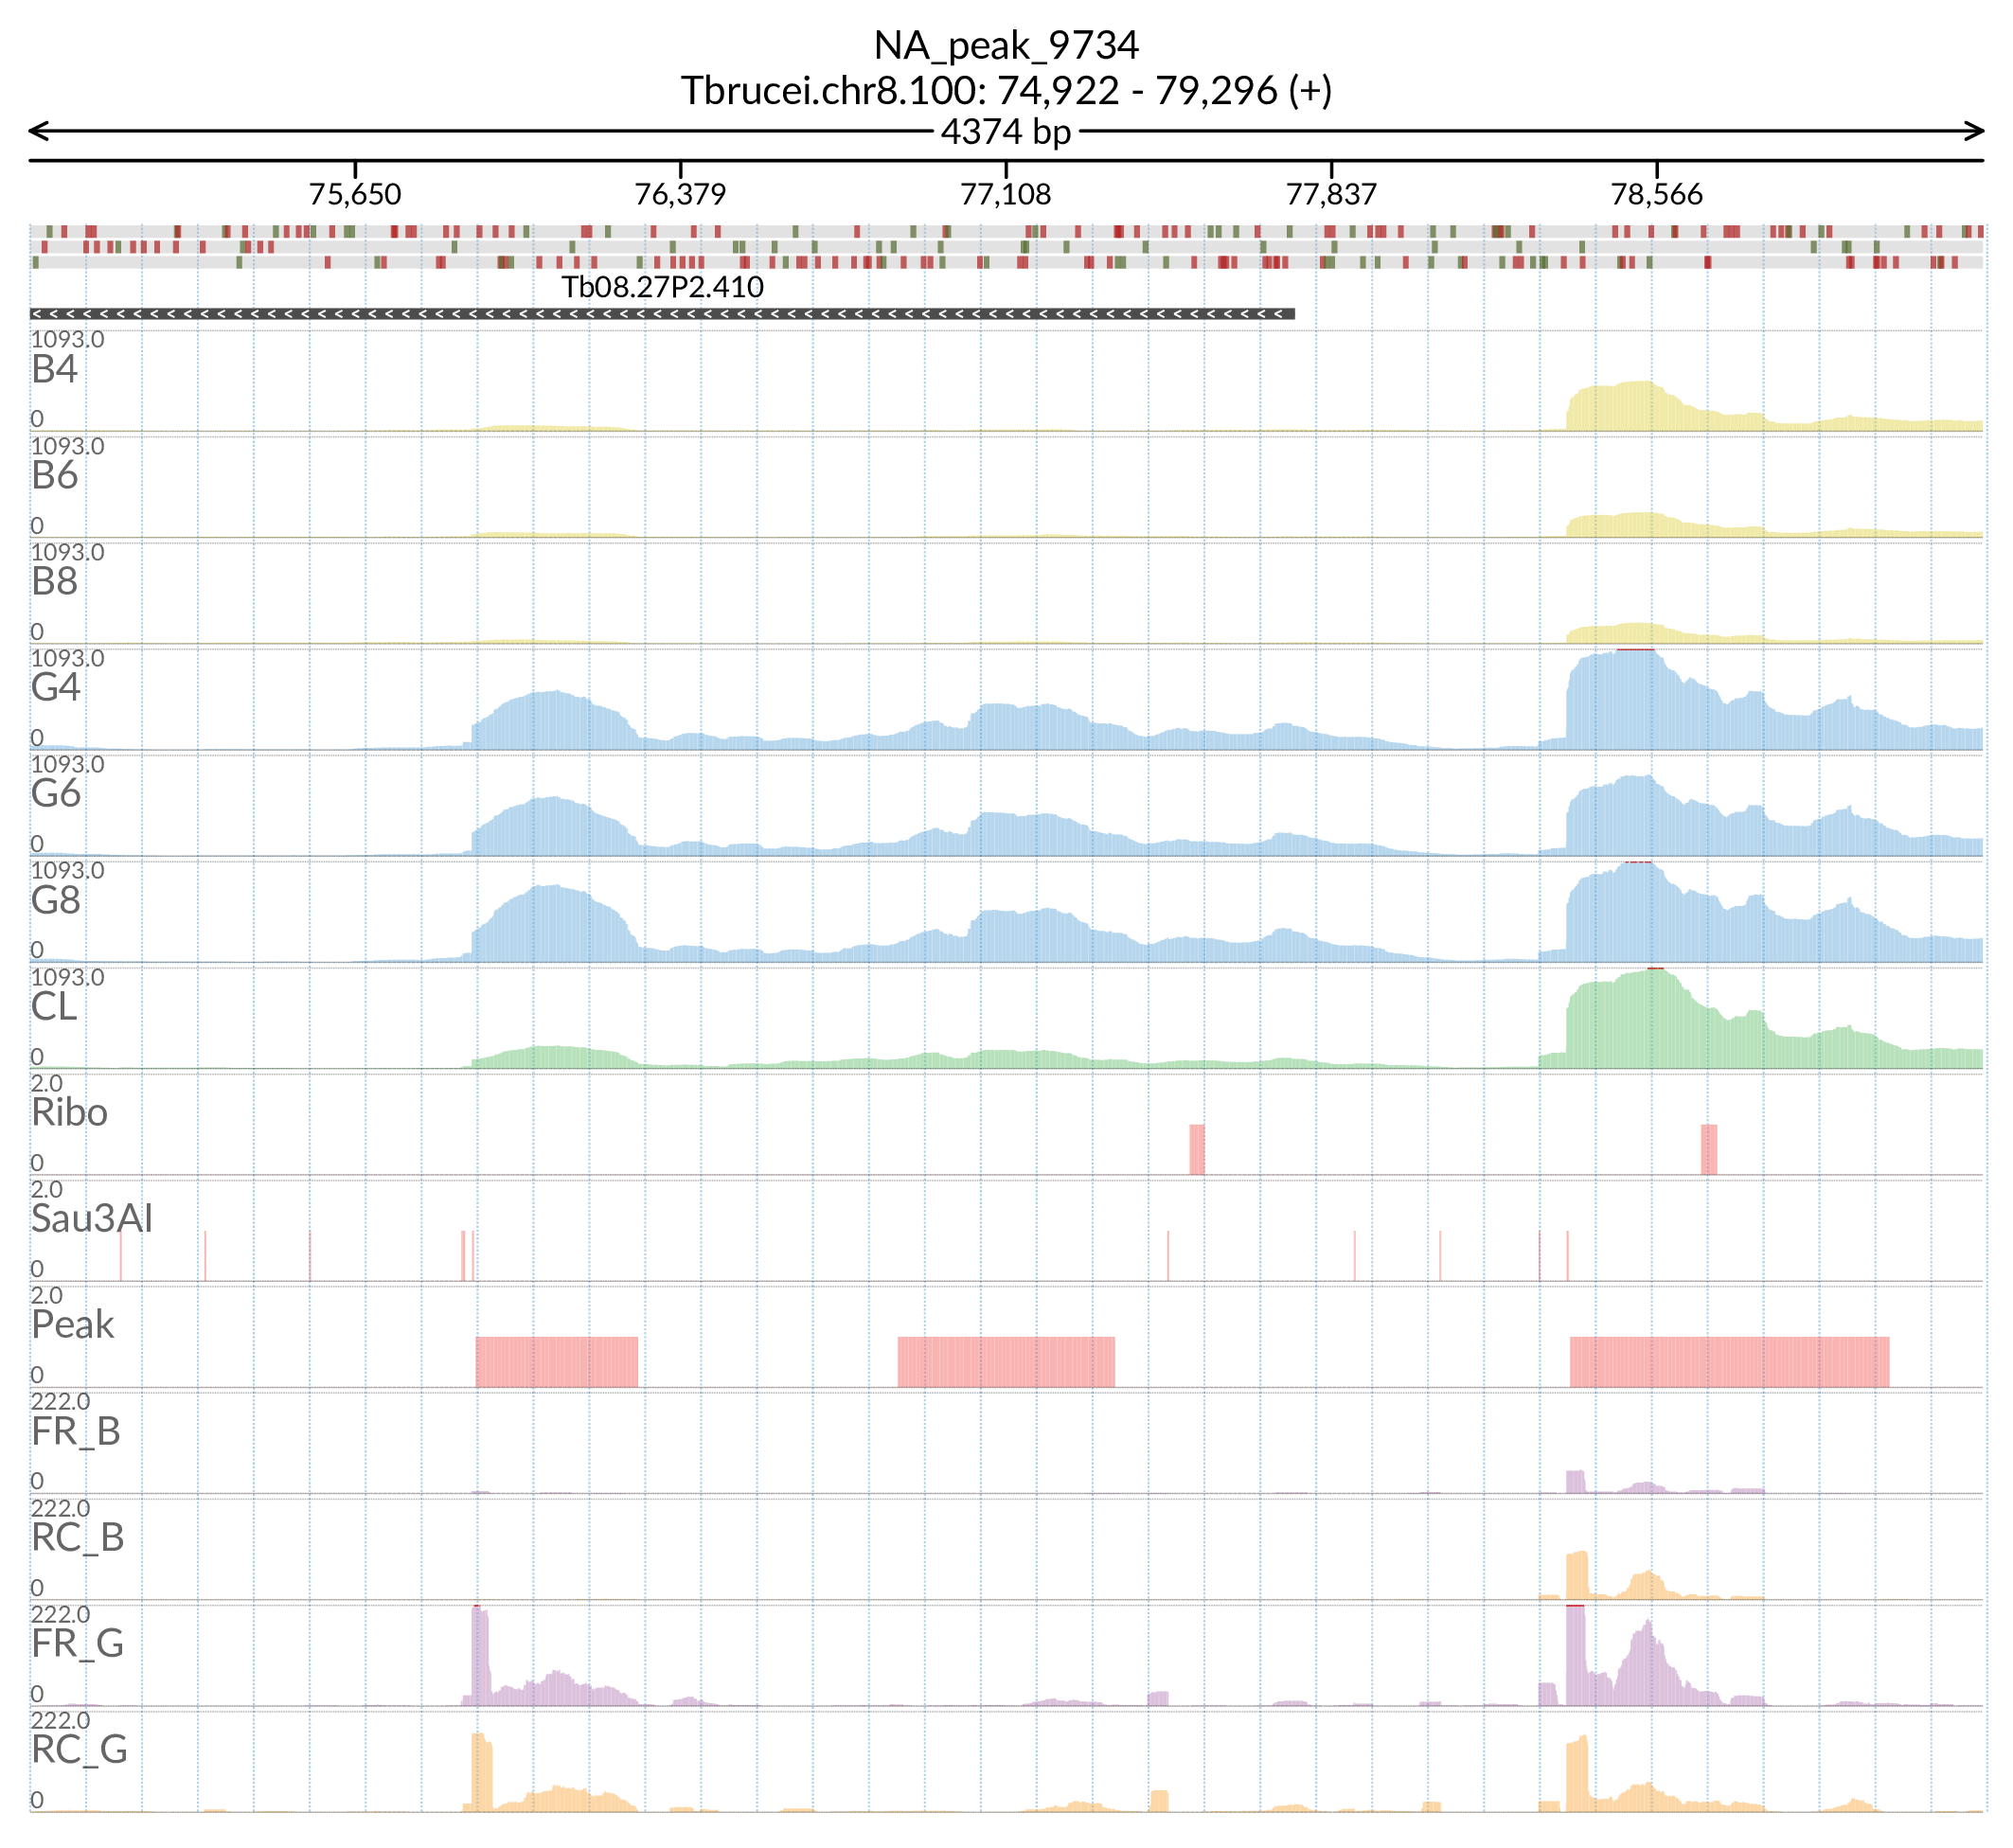 NA_peak_9734
Tbrucei.chr8.100: 74,922 - 79,296 (+)
4374 bp
75,650 76,379 77,108 77,837 78,566
Tb08.27P2.410
1093.0
B4
0
1093.0
B6
0
1093.0
B8
0
1093.0
G4
0
1093.0
G6
0
1093.0
G8
0
1093.0
CL
0
2.0
Ribo
0
2.0
Sau3AI
0
2.0
Peak
0
222.0
FR_B
0
222.0
RC_B
0
222.0
FR_G
0
222.0
RC_G
0